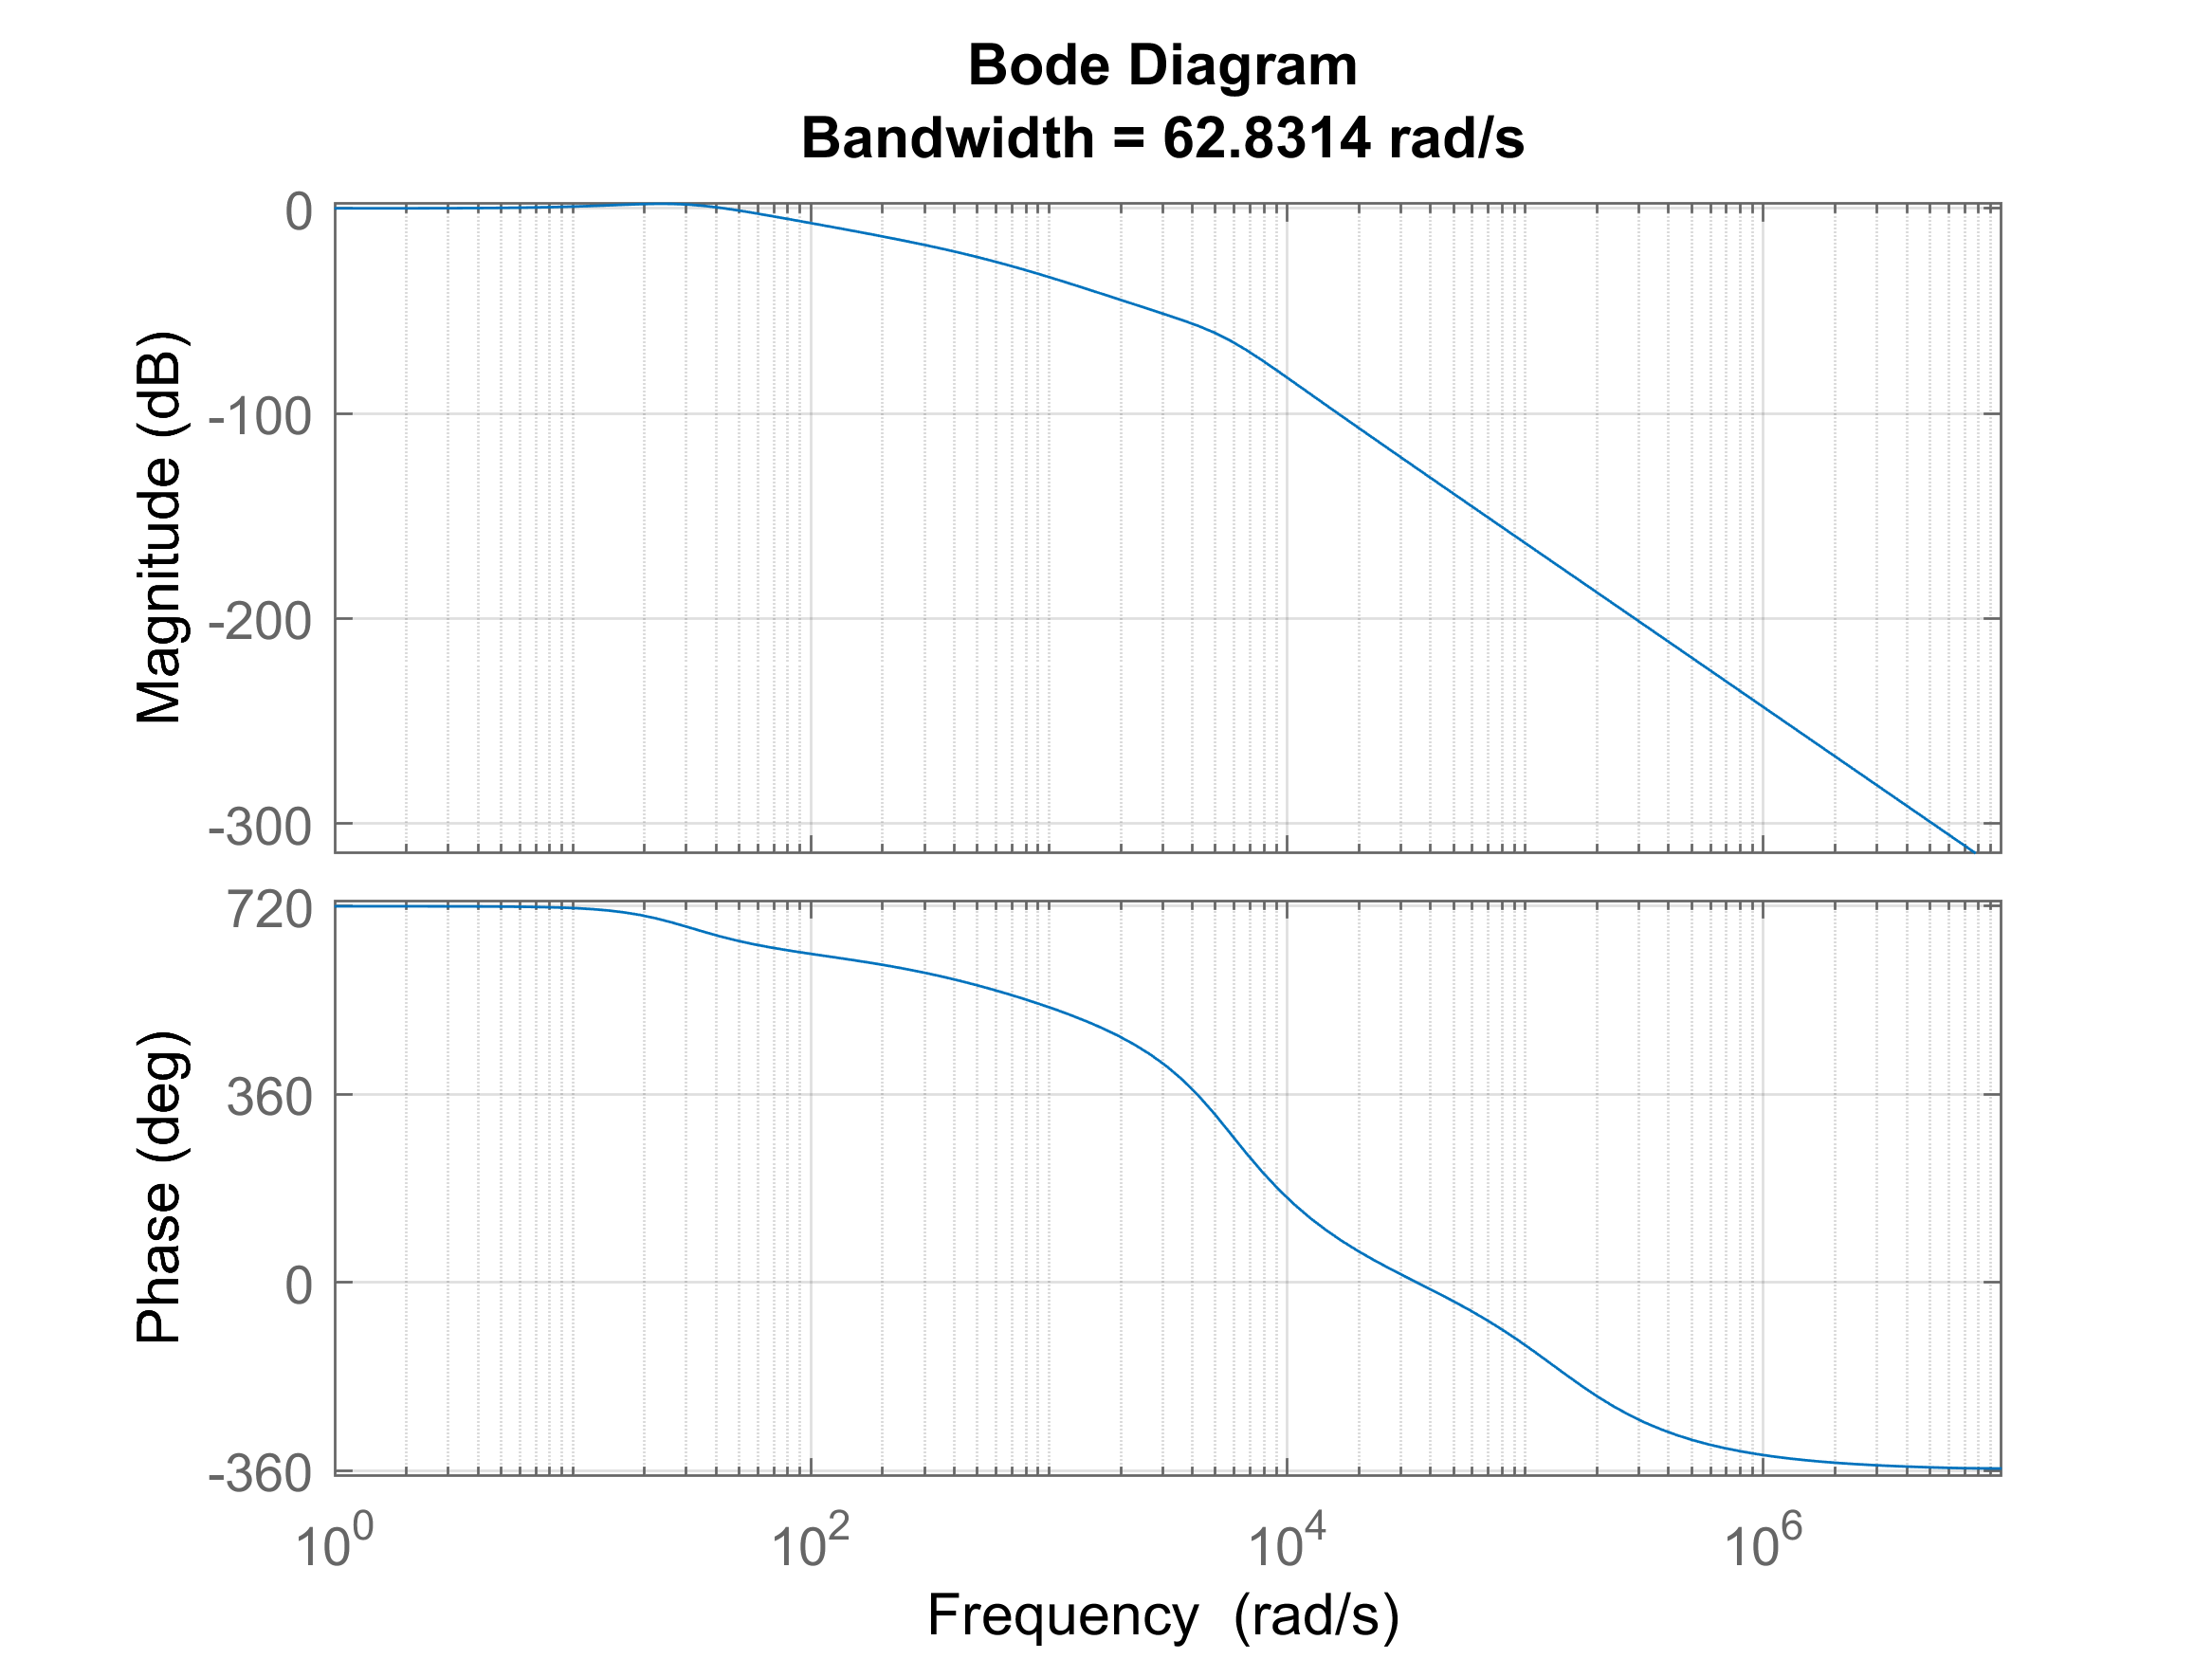 Bode Diagram
Bandwidth = 62.8314 rad/s
Magnitude (dB)
0
-100
-200
-300
Phase (deg)
720
360
0
-360
10^0 10^2 10^4 10^6
Frequency (rad/s)